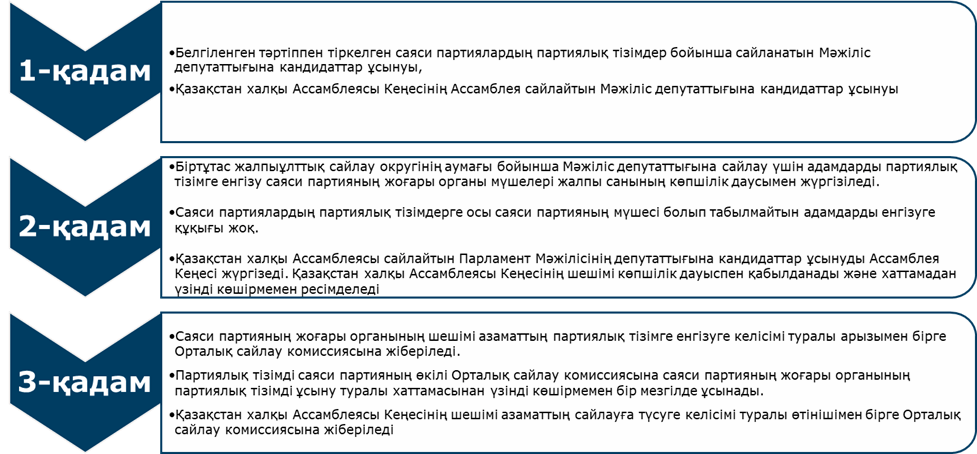 1-қадам
•Белгіленген тәртіппен тіркелген саяси партиялардың партиялық тізімдер бойынша сайланатын Мәжіліс
депутаттығына кандидаттар ұсынуы,
•Қазақстан халқы Ассамблеясы Кеңесінің Ассамблея сайлайтын Мәжіліс депутаттығына кандидаттар ұсынуы
2-қадам
•Біртұтас жалпыұлттық сайлау округінің аумағы бойынша Мәжіліс депутаттығына сайлау үшін адамдарды партиялық
тізімге енгізу саяси партияның жоғары органы мүшелері жалпы санының көпшілік даусымен жүргізіледі.
•Саяси партиялардың партиялық тізімдерге осы саяси партияның мүшесі болып табылмайтын адамдарды енгізуге
құқығы жоқ.
•Қазақстан халқы Ассамблеясы сайлайтын Парламент Мәжілісінің депутаттығына кандидаттар ұсынуды Ассамблея
Кеңесі жүргізеді. Қазақстан халқы Ассамблеясы Кеңесінің шешімі көпшілік дауыспен қабылданады және хаттамадан
үзінді көшірмемен ресімделеді
3-қадам
•Саяси партияның жоғары органының шешімі азаматтың партиялық тізімге енгізуге келісімі туралы арызымен бірге
Орталық сайлау комиссиясына жіберіледі.
•Партиялық тізімді саяси партияның өкілі Орталық сайлау комиссиясына саяси партияның жоғары органының
партиялық тізімді ұсыну туралы хаттамасынан үзінді көшірмемен бір мезгілде ұсынады.
•Қазақстан халқы Ассамблеясы Кеңесінің шешімі азаматтың сайлауға түсуге келісімі туралы өтінішімен бірге Орталық
сайлау комиссиясына жіберіледі